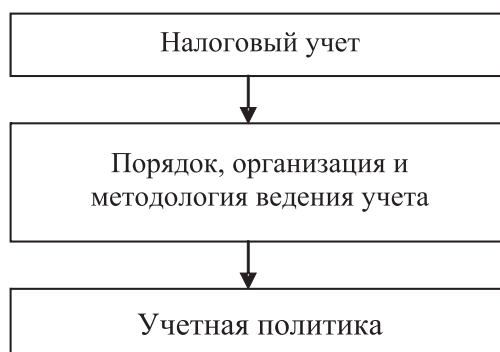 Налоговый учет
Порядок, организация и
методология ведения учета
Учетная политика